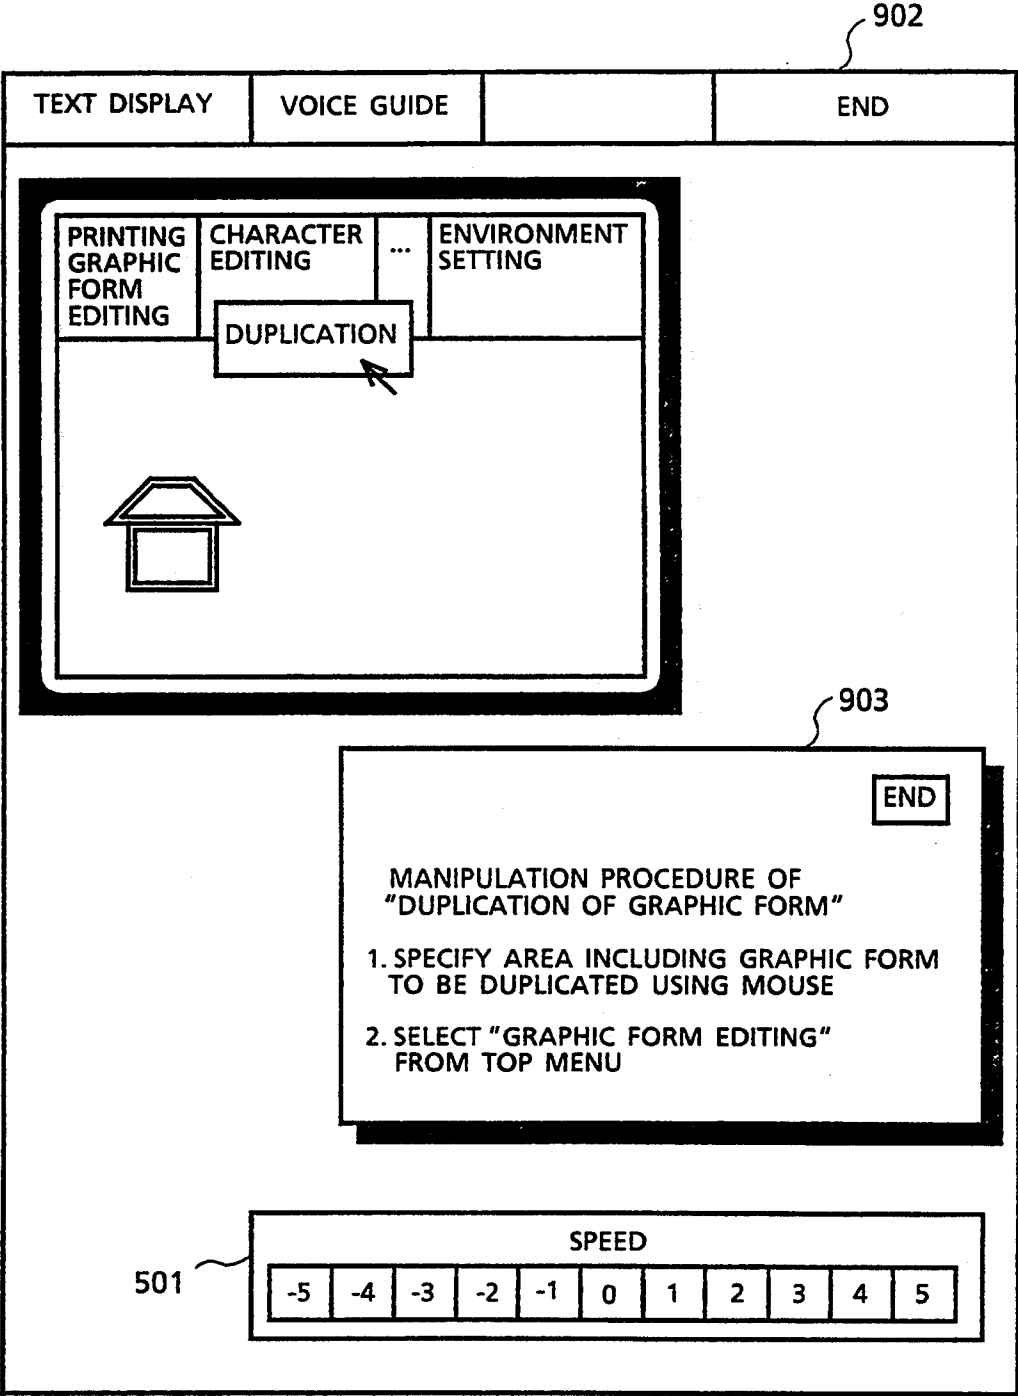 902
TEXT DISPLAY VOICE GUIDE END
PRINTING GRAPHIC FORM EDITING
CHARACTER EDITING
...
ENVIRONMENT SETTING
DUPLICATION
903
END
MANIPULATION PROCEDURE OF
"DUPLICATION OF GRAPHIC FORM"
1. SPECIFY AREA INCLUDING GRAPHIC FORM
TO BE DUPLICATED USING MOUSE
2. SELECT "GRAPHIC FORM EDITING"
FROM TOP MENU
SPEED
501
-5 -4 -3 -2 -1 0 1 2 3 4 5